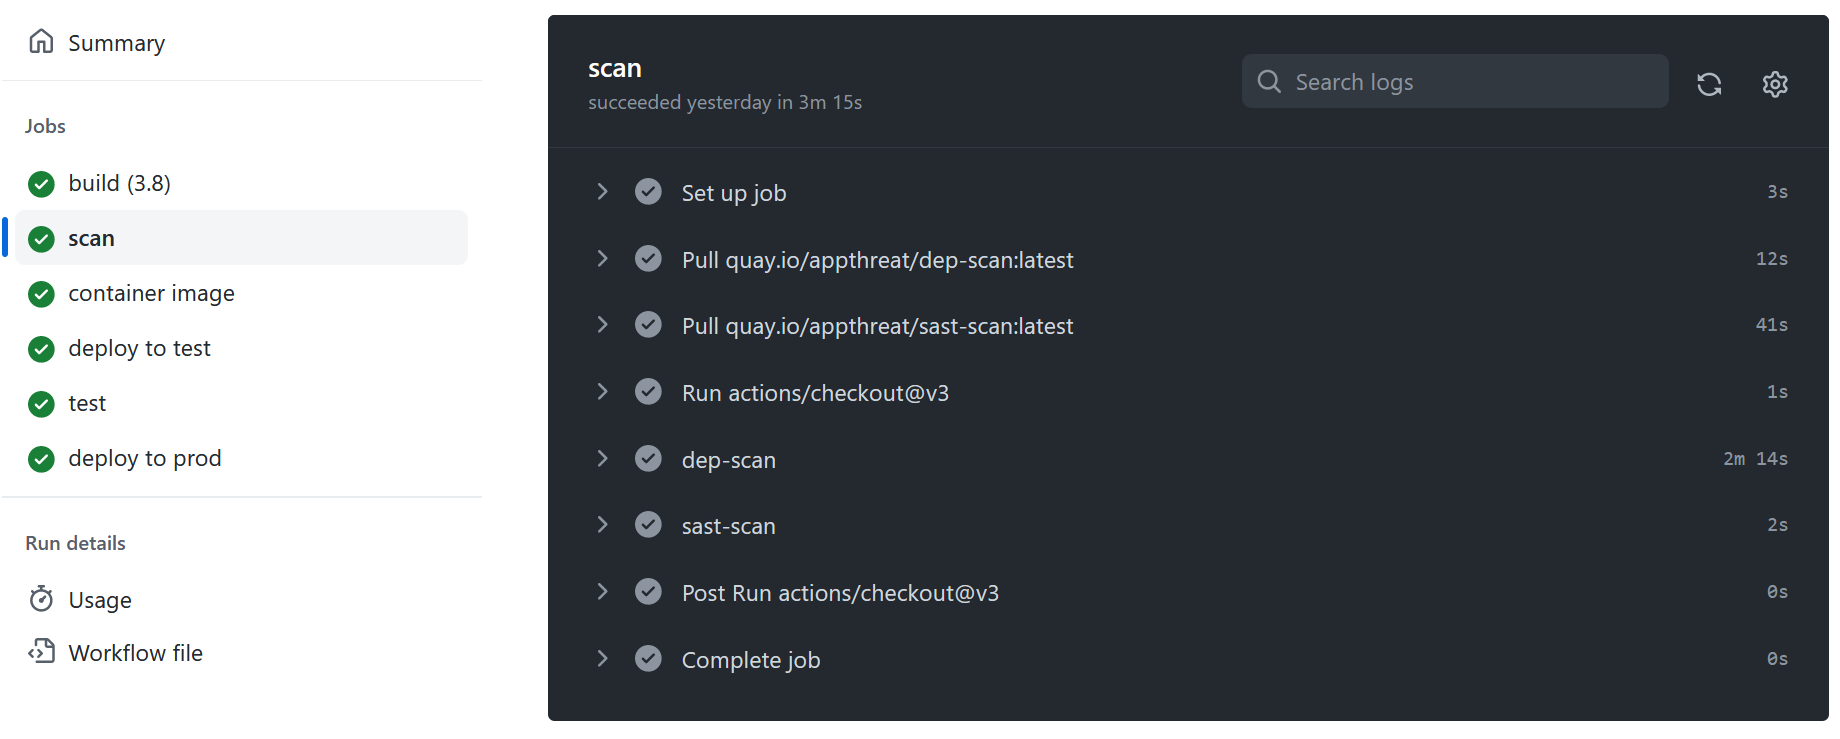 Summary
Jobs
build (3.8)
scan
container image
deploy to test
test
deploy to prod
Run details
Usage
Workflow file
scan
succeeded yesterday in 3m 15s
Search logs
Set up job 3s
Pull quay.io/appthreat/dep-scan:latest 12s
Pull quay.io/appthreat/sast-scan:latest 41s
Run actions/checkout@v3 1s
dep-scan 2m 14s
sast-scan 2s
Post Run actions/checkout@v3 0s
Complete job 0s